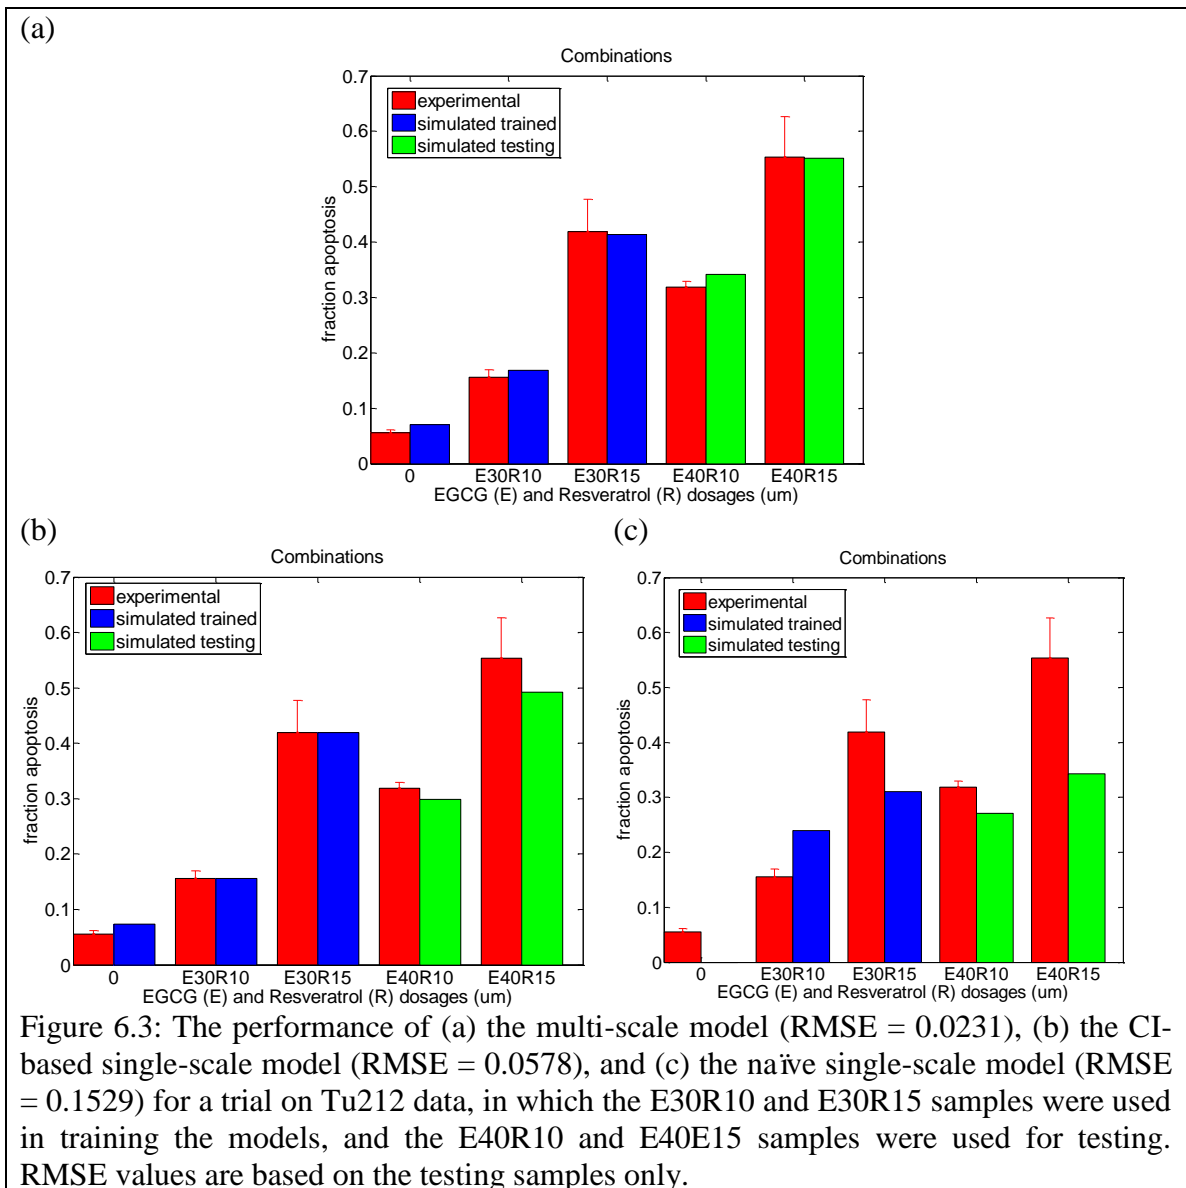 (a)
Combinations
0.7
0.6
0.5
0.4
0.3
0.2
0.1
0
fraction apoptosis
experimental
simulated trained
simulated testing
0 E30R10 E30R15 E40R10 E40R15
EGCG (E) and Resveratrol (R) dosages (um)
(b)
Combinations
0.7
0.6
0.5
0.4
0.3
0.2
0.1
0
fraction apoptosis
experimental
simulated trained
simulated testing
0 E30R10 E30R15 E40R10 E40R15
EGCG (E) and Resveratrol (R) dosages (um)
(c)
Combinations
0.7
0.6
0.5
0.4
0.3
0.2
0.1
0
fraction apoptosis
experimental
simulated trained
simulated testing
0 E30R10 E30R15 E40R10 E40R15
EGCG (E) and Resveratrol (R) dosages (um)
Figure 6.3: The performance of (a) the multi-scale model (RMSE = 0.0231), (b) the CI-
based single-scale model (RMSE = 0.0578), and (c) the naïve single-scale model (RMSE
= 0.1529) for a trial on Tu212 data, in which the E30R10 and E30R15 samples were used
in training the models, and the E40R10 and E40E15 samples were used for testing.
RMSE values are based on the testing samples only.